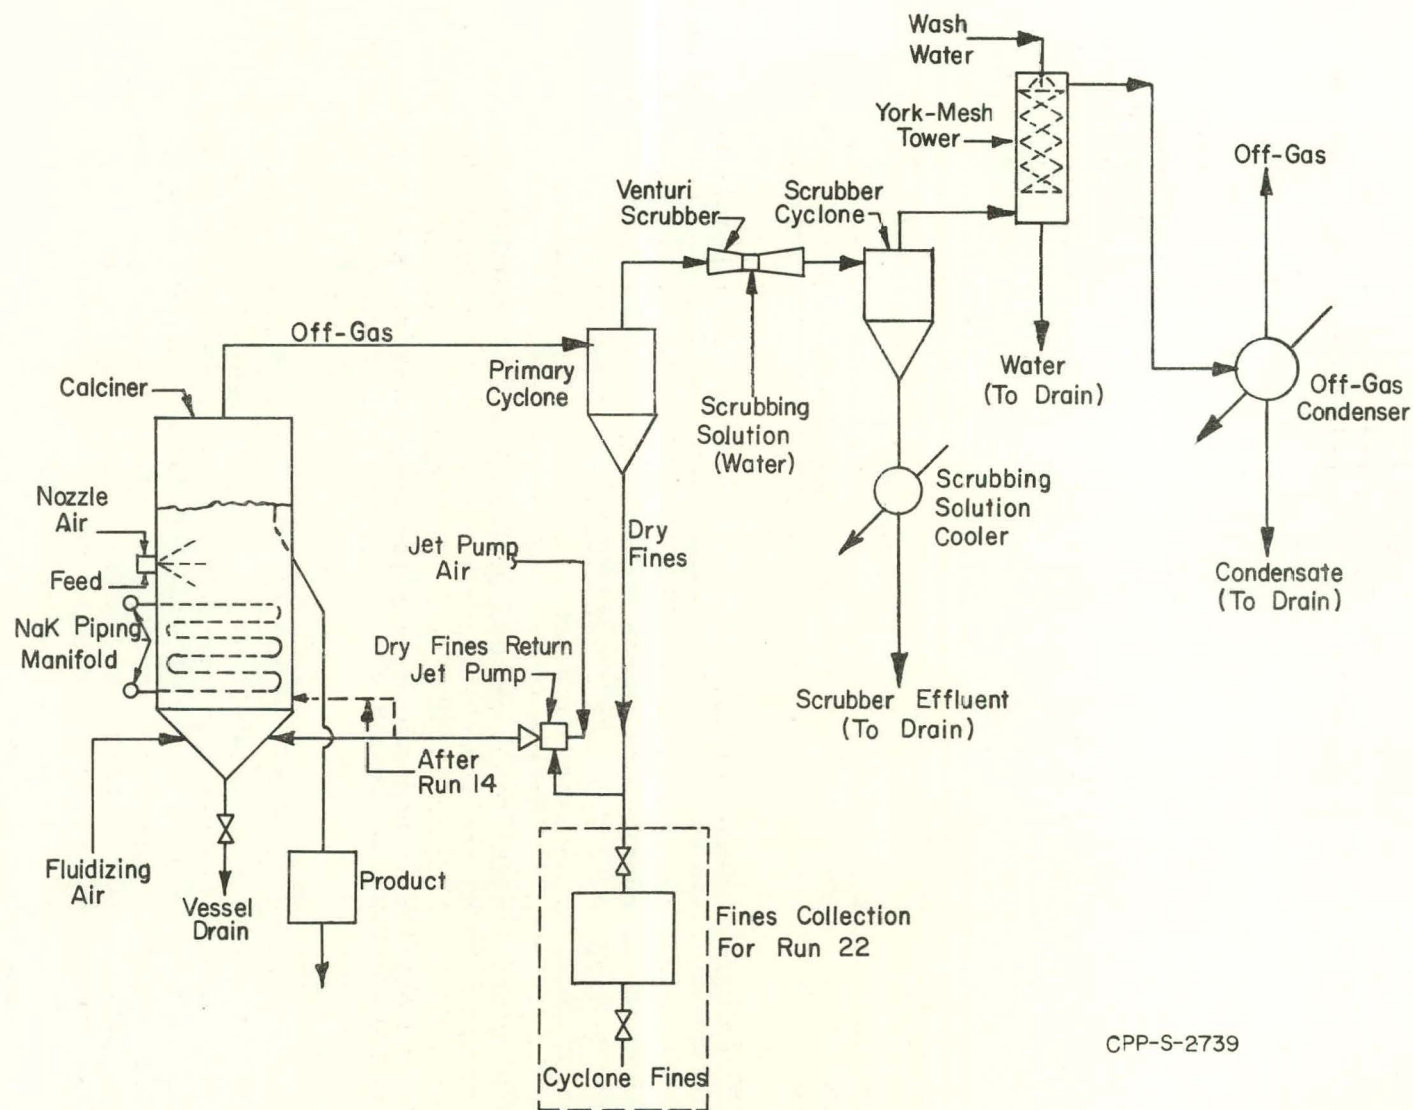 Wash
Water
York-Mesh
Tower
Off-Gas
Venturi
Scrubber
Scrubber
Cyclone
Off-Gas
Primary
Cyclone
Calciner
Scrubbing
Solution
(Water)
Water
(To Drain)
Off-Gas
Condenser
Nozzle
Air
Feed
NaK Piping
Manifold
Jet Pump
Air
Dry
Fines
Scrubbing
Solution
Cooler
Condensate
(To Drain)
Dry Fines Return
Jet Pump
Scrubber Effluent
(To Drain)
After
Run 14
Fluidizing
Air
Vessel
Drain
Product
Fines Collection
For Run 22
Cyclone Fines
CPP-S-2739